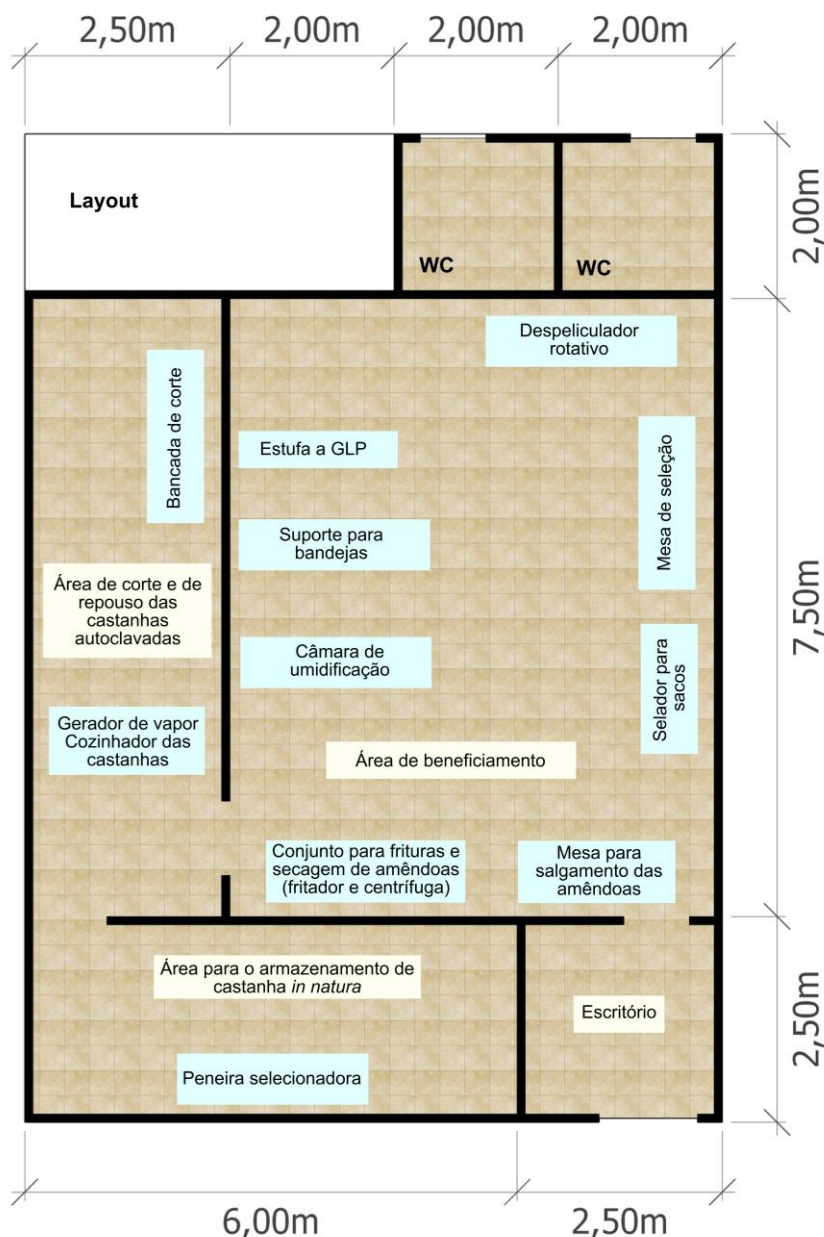 2,50m
2,00m
2,00m
2,00m
Layout
WC
WC
2,00m
Despeliculador
rotativo
Bancada de corte
Estufa a GLP
Mesa de seleção
Suporte para
bandejas
7,50m
Área de corte e de
repouso das
castanhas
autoclavadas
Câmara de
umidificação
Selador para
sacos
Gerador de vapor
Cozinhador das
castanhas
Área de beneficiamento
Conjunto para frituras e
secagem de amêndoas
(fritador e centrífuga)
Mesa para
salgamento das
amêndoas
Área para o armazenamento de
castanha in natura
Escritório
2,50m
Peneira selecionadora
6,00m
2,50m